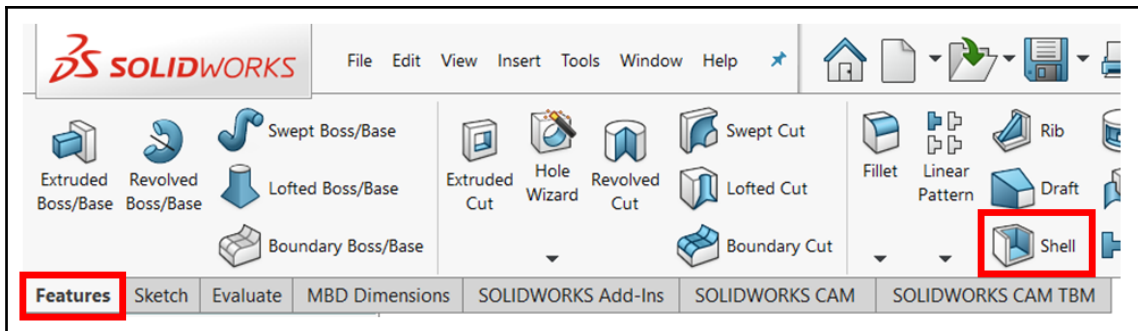 SOLIDWORKS File Edit View Insert Tools Window Help
Extruded Boss/Base
Revolved Boss/Base
Swept Boss/Base
Lofted Boss/Base
Boundary Boss/Base
Extruded Cut
Hole Wizard
Revolved Cut
Swept Cut
Lofted Cut
Boundary Cut
Fillet
Linear Pattern
Rib
Draft
Shell
Features Sketch Evaluate MBD Dimensions SOLIDWORKS Add-Ins SOLIDWORKS CAM SOLIDWORKS CAM TBM